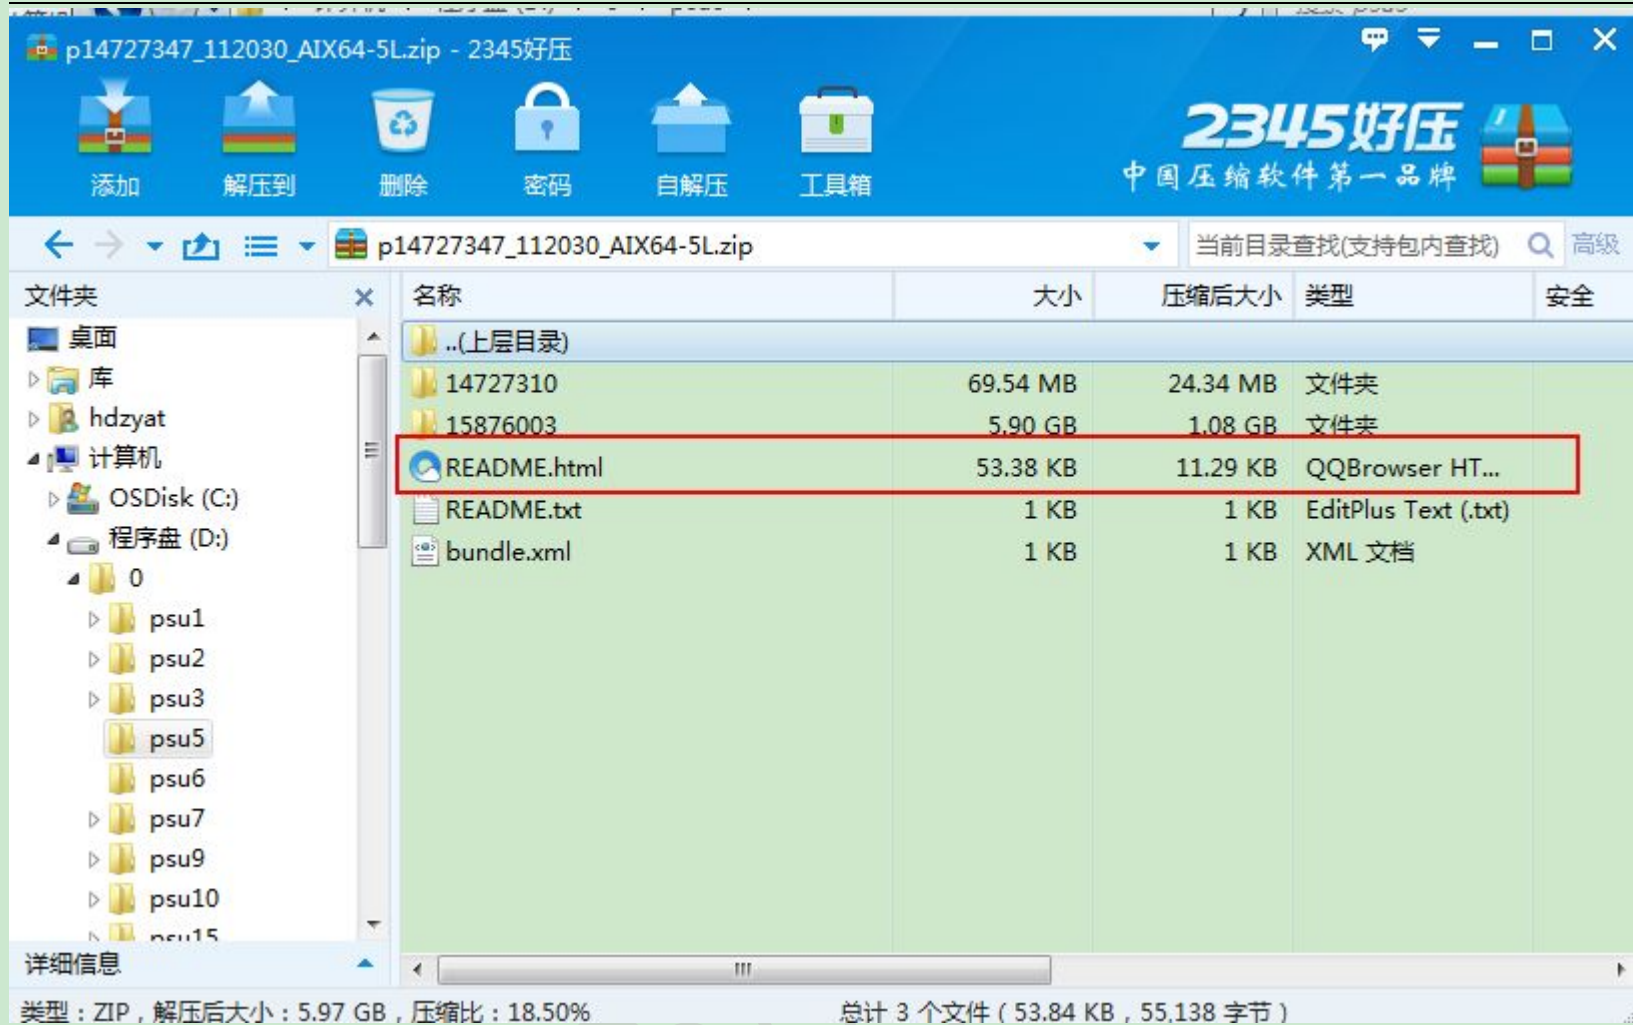 p14727347_112030_AIX64-5L.zip - 2345好压
添加 解压到 删除 密码 自解压 工具箱
2345好压
中国压缩软件第一品牌
p14727347_112030_AIX64-5L.zip 当前目录查找(支持包内查找) 高级
文件夹 名称 大小 压缩后大小 类型 安全
桌面 ..(上层目录)
库 14727310 69.54 MB 24.34 MB 文件夹
hdzyat 15876003 5.90 GB 1.08 GB 文件夹
计算机 README.html 53.38 KB 11.29 KB QQBrowser HT...
OSDisk (C:) README.txt 1 KB 1 KB EditPlus Text (.txt)
程序盘 (D:) bundle.xml 1 KB 1 KB XML 文档
0
psu1
psu2
psu3
psu5
psu6
psu7
psu9
psu10
psu15
详细信息
类型：ZIP，解压后大小：5.97 GB，压缩比：18.50% 总计 3 个文件（53.84 KB，55,138 字节）